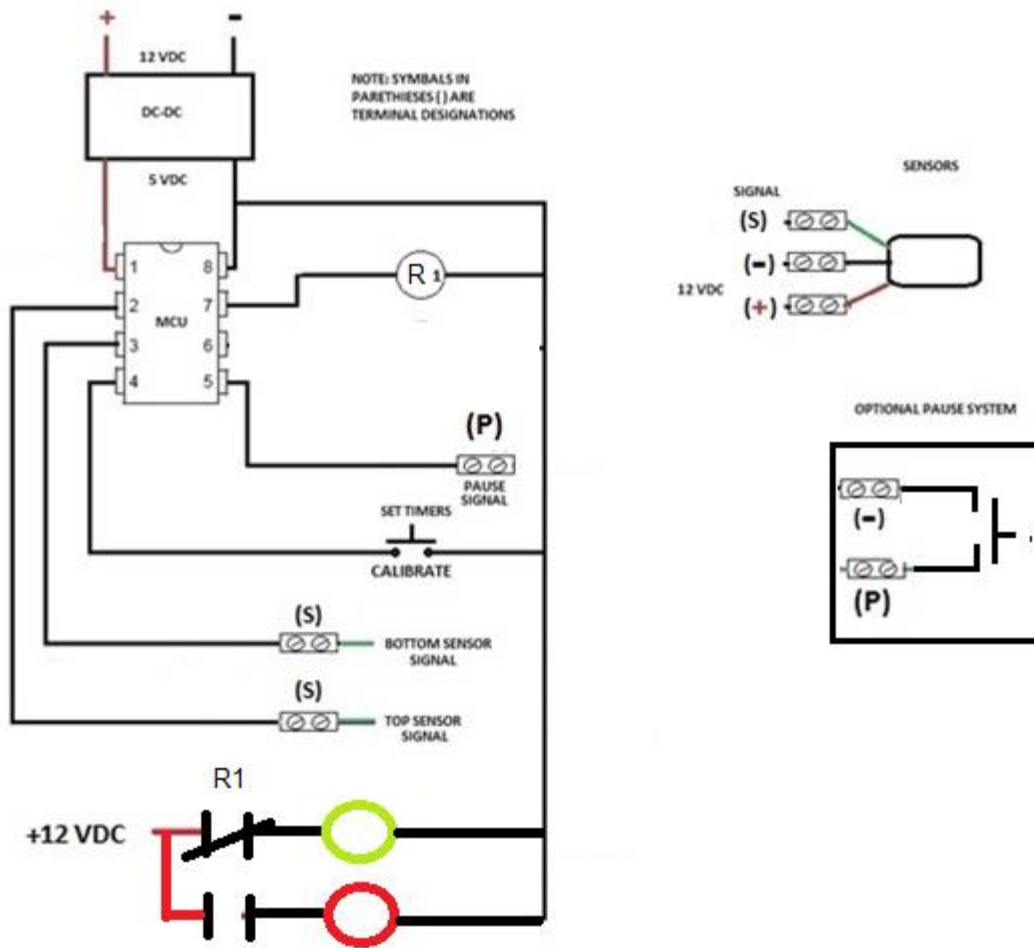 + -
12 VDC
DC-DC
5 VDC
NOTE: SYMBALS IN
PARETHIESES ( ) ARE
TERMINAL DESIGNATIONS
1 8
2 7
MCU
3 6
4 5
R 1
(P)
PAUSE
SIGNAL
SET TIMERS
CALIBRATE
(S)
BOTTOM SENSOR
SIGNAL
(S)
TOP SENSOR
SIGNAL
R1
+12 VDC
SENSORS
SIGNAL
(S)
(-)
12 VDC
(+)
OPTIONAL PAUSE SYSTEM
(-)
(P)